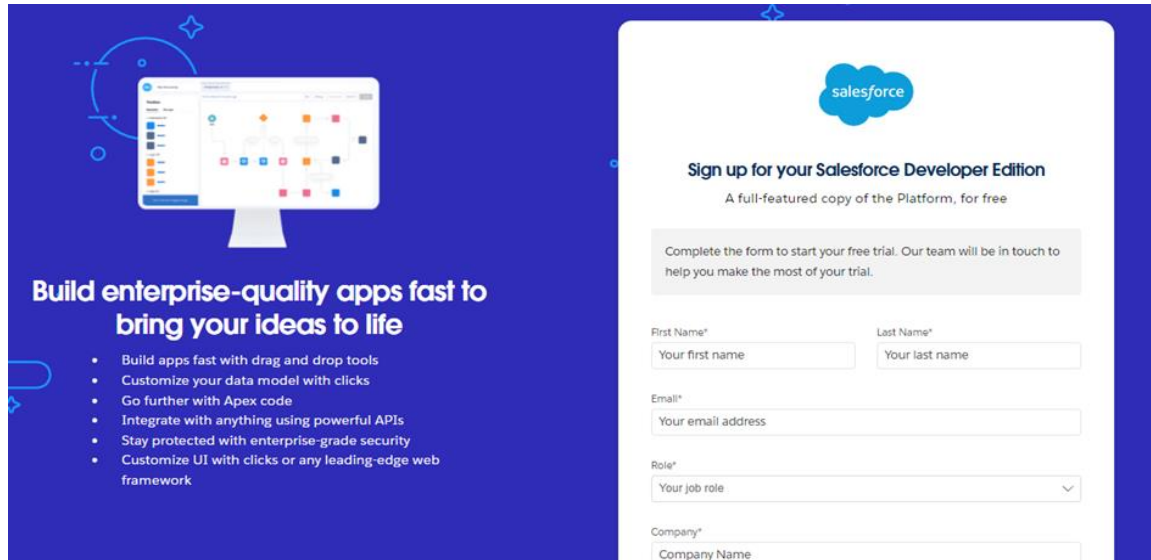 Build enterprise-quality apps fast to
bring your ideas to life
• Build apps fast with drag and drop tools
• Customize your data model with clicks
• Go further with Apex code
• Integrate with anything using powerful APIs
• Stay protected with enterprise-grade security
• Customize UI with clicks or any leading-edge web
framework
salesforce
Sign up for your Salesforce Developer Edition
A full-featured copy of the Platform, for free
Complete the form to start your free trial. Our team will be in touch to
help you make the most of your trial.
First Name* Last Name*
Your first name Your last name
Email*
Your email address
Role*
Your job role
Company*
Company Name